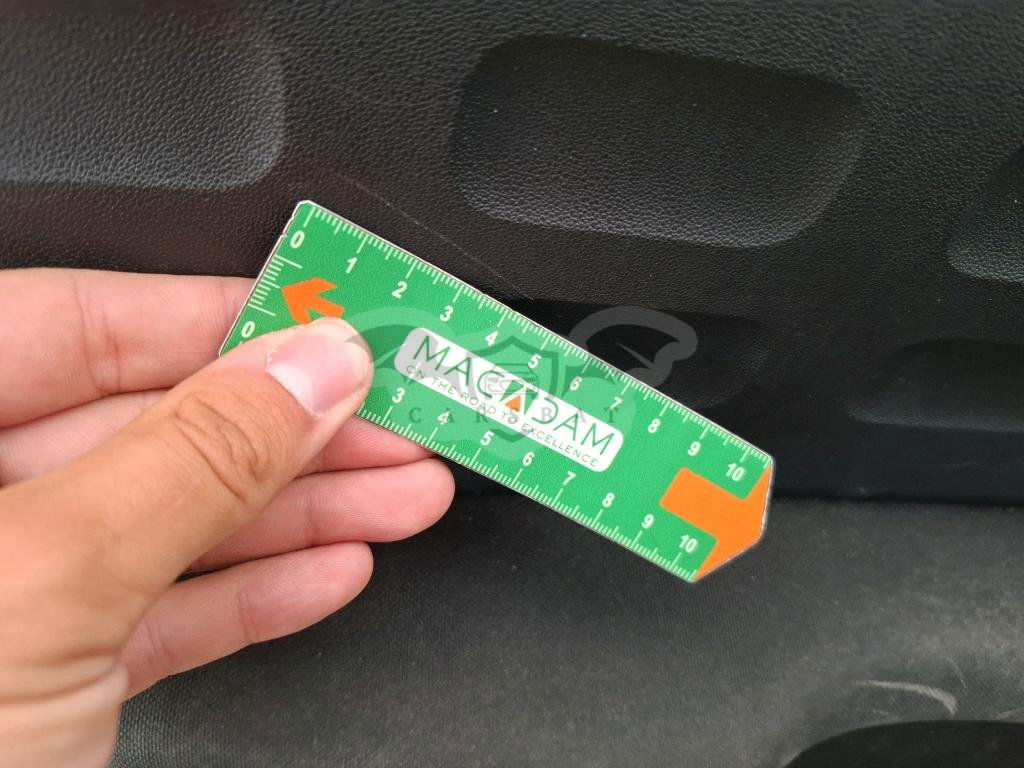 0 1 2 3 4 5 6 7 8 9 10
MACADAM
ON THE ROAD TO EXCELLENCE
CARSBAT
0 3 4 5 6 7 8 9 10